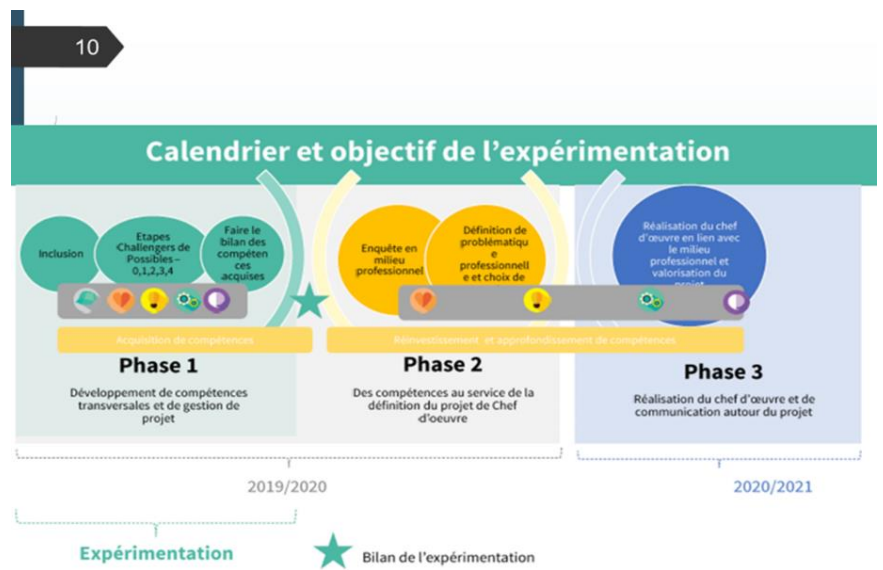 10
Calendrier et objectif de l’expérimentation
Inclusion
Etapes
Challengers de
Possibles –
0,1,2,3,4
Faire le
bilan des
compéten
ces
acquises
Enquête en
milieu
professionnel
Définition de
problématiqu
e
professionnell
e et choix de
Réalisation du chef
d’œuvre en lien avec
le milieu
professionnel et
valorisation du
projet
Acquisition de compétences
Réinvestissement et approfondissement de compétences
Phase 1
Développement de compétences
transversales et de gestion de
projet
Phase 2
Des compétences au service de la
définition du projet de Chef
d’oeuvre
Phase 3
Réalisation du chef d’œuvre et de
communication autour du projet
2019/2020
2020/2021
Expérimentation
Bilan de l’expérimentation